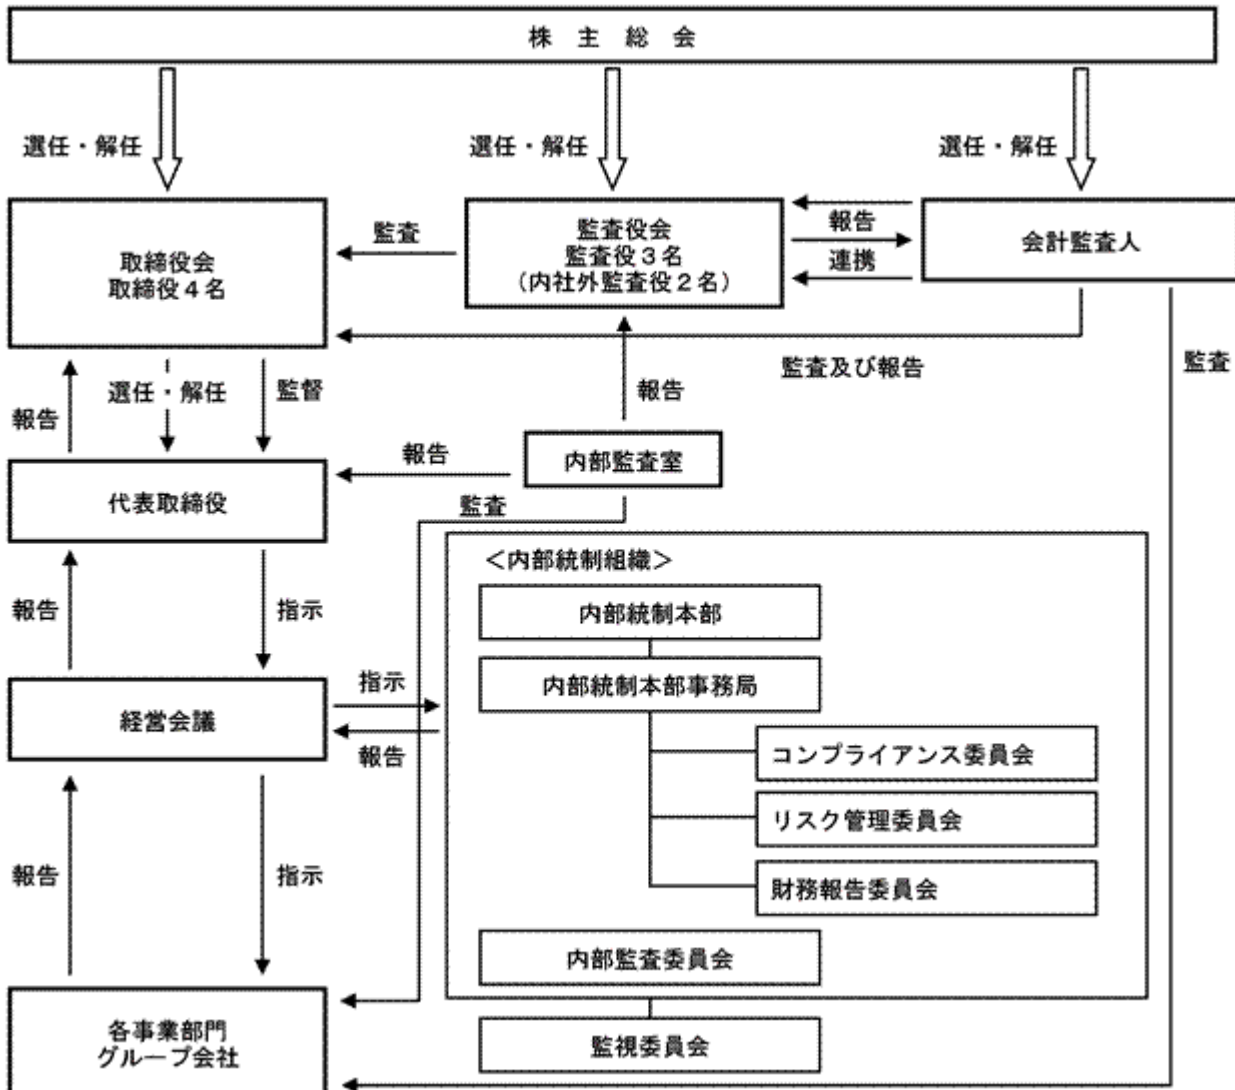 株 主 総 会
選任・解任
選任・解任
選任・解任
取締役会
取締役４名
監査
監査役会
監査役３名
（内社外監査役２名）
報告
連携
会計監査人
監査及び報告
監査
報告
選任・解任
監督
報告
代表取締役
報告
内部監査室
監査
報告
指示
＜内部統制組織＞
内部統制本部
内部統制本部事務局
コンプライアンス委員会
リスク管理委員会
財務報告委員会
内部監査委員会
監視委員会
経営会議
指示
報告
報告
指示
各事業部門
グループ会社